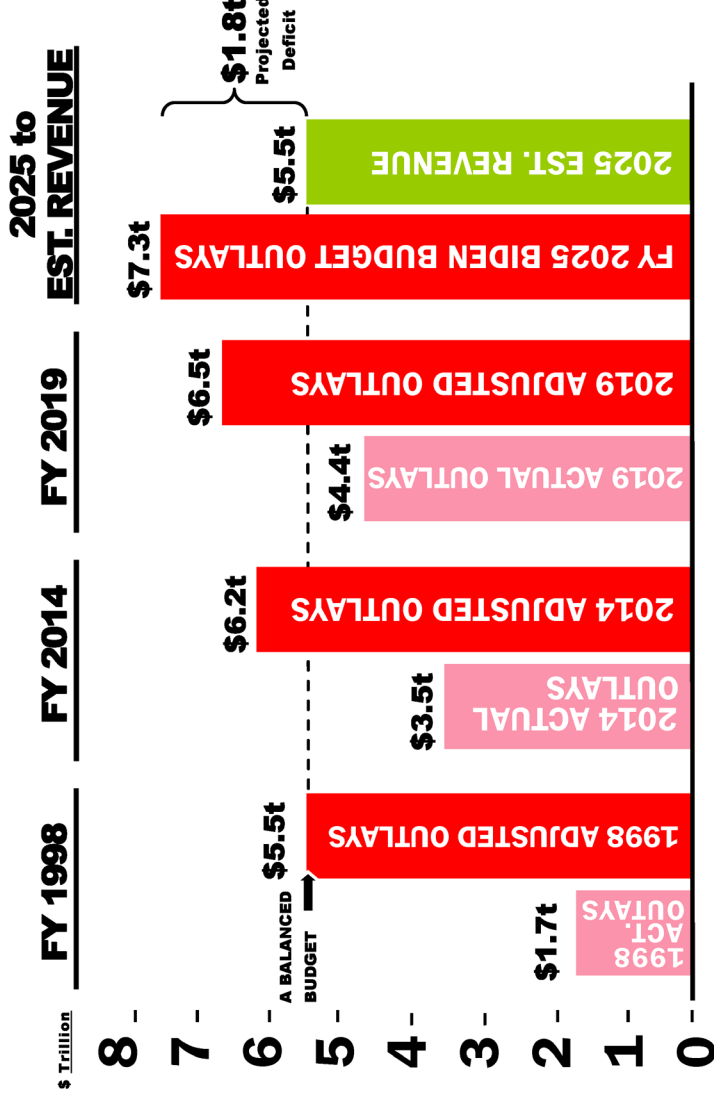 $ Trillion
FY 1998
FY 2014
FY 2019
2025 to
EST. REVENUE
8
7
6
5
4
3
2
1
0
A BALANCED
BUDGET
$1.7t
1998
ACT.
OUTAYS
$5.5t
1998 ADJUSTED OUTLAYS
$3.5t
2014 ACTUAL
OUTLAYS
$6.2t
2014 ADJUSTED OUTLAYS
$4.4t
2019 ACTUAL OUTLAYS
$6.5t
2019 ADJUSTED OUTLAYS
$7.3t
FY 2025 BIDEN BUDGET OUTLAYS
$5.5t
2025 EST. REVENUE
$1.8t
Projected
Deficit